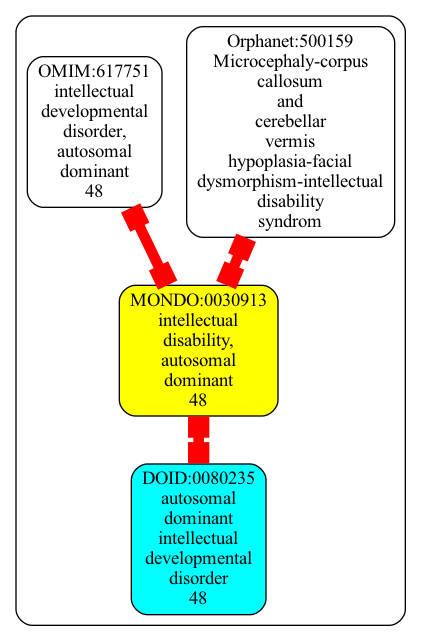 OMIM:617751
intellectual
developmental
disorder,
autosomal
dominant
48
Orphanet:500159
Microcephaly-corpus
callosum
and
cerebellar
vermis
hypoplasia-facial
dysmorphism-intellectual
disability
syndrom
MONDO:0030913
intellectual
disability,
autosomal
dominant
48
DOID:0080235
autosomal
dominant
intellectual
developmental
disorder
48